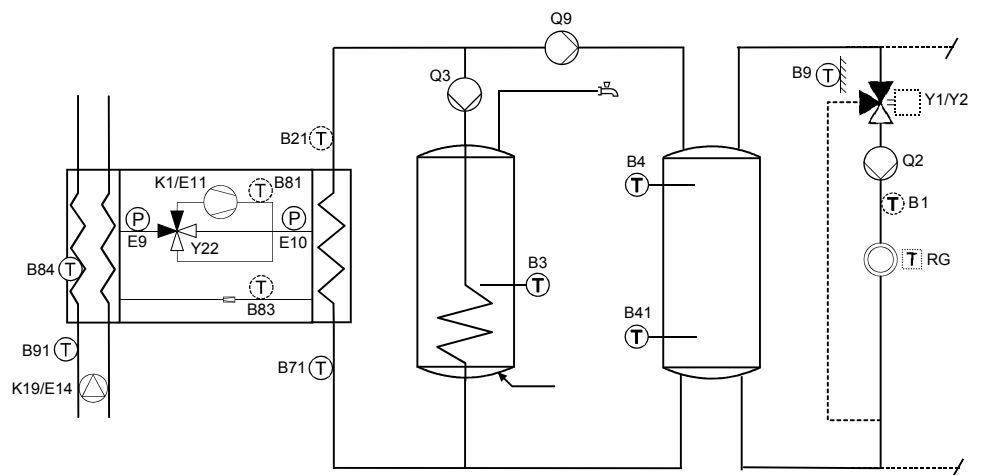 Q9
Q3
B9 T
Y1/Y2
B21 T
Q2
K1/E11
T B81
B4
T
T B1
P
P
E9
Y22
E10
B84 T
T RG
B3
T
T
B83
B41
T
B91 T
B71 T
K19/E14